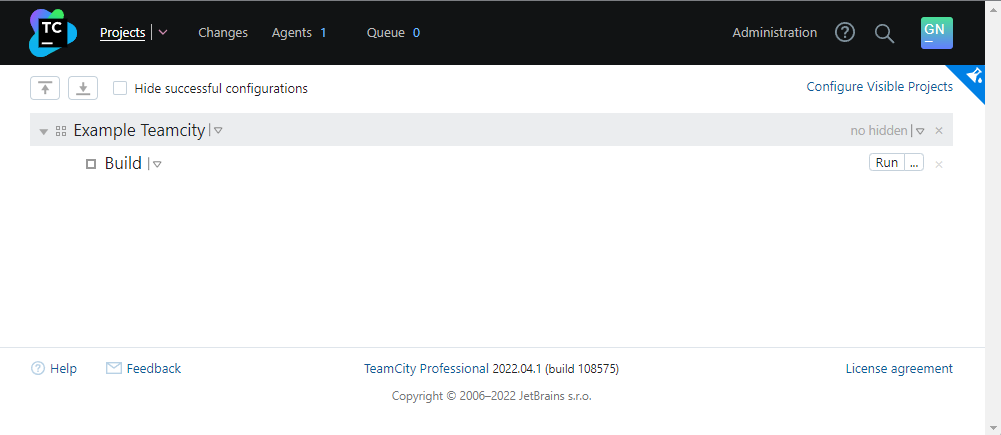 TC Projects Changes Agents 1 Queue 0 Administration ? GN
Hide successful configurations Configure Visible Projects
Example Teamcity no hidden
Build Run ...
? Help Feedback TeamCity Professional 2022.04.1 (build 108575) License agreement
Copyright © 2006–2022 JetBrains s.r.o.